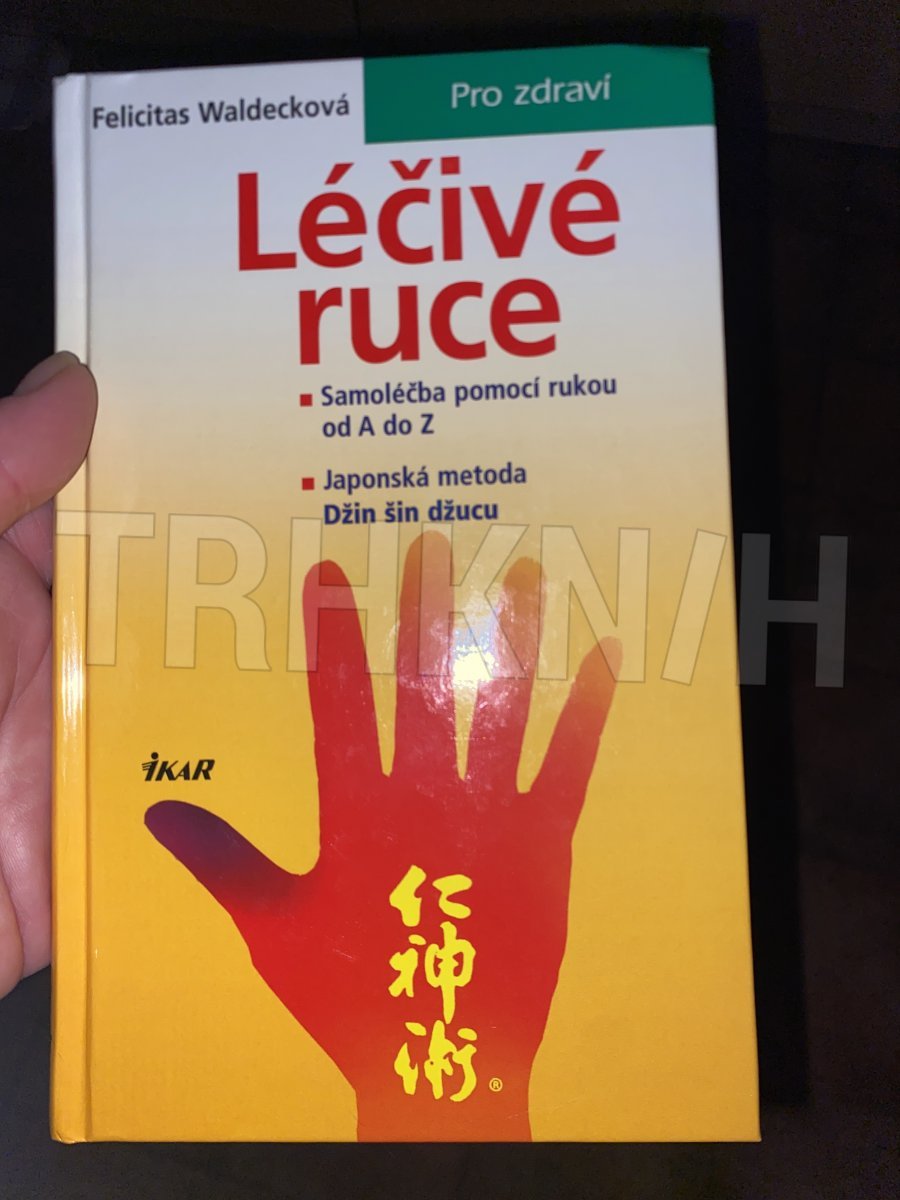 Felicitas Waldecková
Pro zdraví
Léčivé
ruce
Samoléčba pomocí rukou
od A do Z
Japonská metoda
Džin šin džucu
TRHKNIH
iKAR
仁
神
術
®